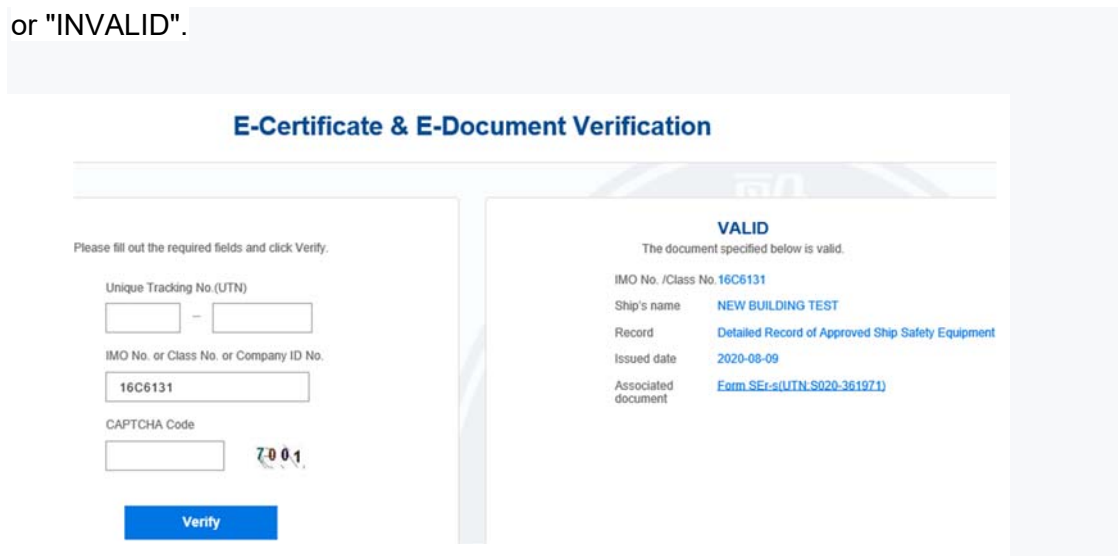 or "INVALID".
E-Certificate & E-Document Verification
Please fill out the required fields and click Verify.
Unique Tracking No.(UTN)
–
IMO No. or Class No. or Company ID No.
16C6131
CAPTCHA Code
7001
Verify
VALID
The document specified below is valid.
IMO No. /Class No. 16C6131
Ship's name NEW BUILDING TEST
Record Detailed Record of Approved Ship Safety Equipment
Issued date 2020-08-09
Associated document Form SEr-s(UTN:S020-361971)